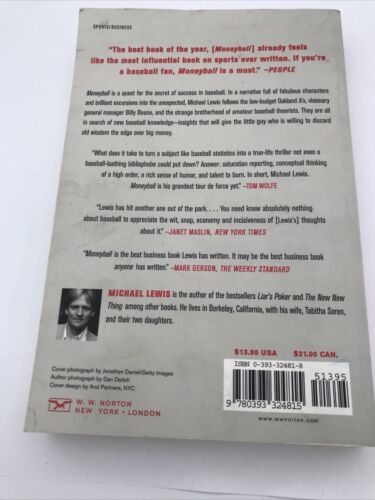 SPORTS/BUSINESS
"The best book of the year, [Moneyball] already feels
like the most influential book on sports ever written. If you're
a baseball fan, Moneyball is a must." –PEOPLE
Moneyball is a quest for the secret of success in baseball. In a narrative full of fabulous characters
and brilliant excursions into the unexpected, Michael Lewis follows the low-budget Oakland A's, visionary
general manager Billy Beane, and the strange brotherhood of amateur baseball theorists. They are all
in search of new baseball knowledge–insights that will give the little guy who is willing to discard
old wisdom the edge over big money.
"What does it take to turn a subject like baseball statistics into a true-life thriller not even a
baseball-loathing bibliophobe could put down? Answer: saturation reporting, conceptual thinking
of a high order, a rich sense of humor, and talent to burn. In short, Michael Lewis.
Moneyball is his grandest tour de force yet." –TOM WOLFE
"Lewis has hit another one out of the park. . . . You need know absolutely nothing
about baseball to appreciate the wit, snap, economy and incisiveness of [Lewis's] thoughts
about it." –JANET MASLIN, NEW YORK TIMES
"Moneyball is the best business book Lewis has written. It may be the best business book
anyone has written." –MARK GERSON, THE WEEKLY STANDARD
MICHAEL LEWIS is the author of the bestsellers Liar's Poker and The New New
Thing among other books. He lives in Berkeley, California, with his wife, Tabitha Soren,
and their two daughters.
$13.95 USA $21.00 CAN.
ISBN 0-393-32481-8
51395
9 780393 324815
www.wwnorton.com
Cover photograph by Jonathan Daniel/Getty Images
Author photograph by Dan Deitch
Cover design by And Partners, NYC
W. W. NORTON
NEW YORK • LONDON